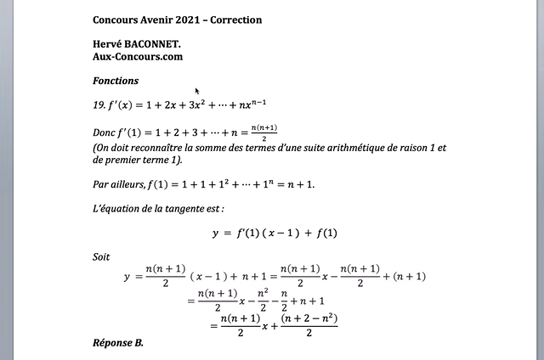 Concours Avenir 2021 – Correction
Hervé BACONNET.
Aux-Concours.com
Fonctions
19. f'(x) = 1 + 2x + 3x² + ⋯ + nxⁿ⁻¹
Donc f'(1) = 1 + 2 + 3 + ⋯ + n = n(n+1)/2
(On doit reconnaître la somme des termes d'une suite arithmétique de raison 1 et
de premier terme 1).
Par ailleurs, f(1) = 1 + 1 + 1² + ⋯ + 1ⁿ = n + 1.
L'équation de la tangente est :
y = f'(1) ( x − 1 ) + f(1)
Soit
y = n(n + 1)/2 ( x − 1 ) + n + 1 = n(n + 1)/2 x − n(n + 1)/2 + (n + 1)
= n(n + 1)/2 x − n²/2 − n/2 + n + 1
= n(n + 1)/2 x + (n + 2 − n²)/2
Réponse B.